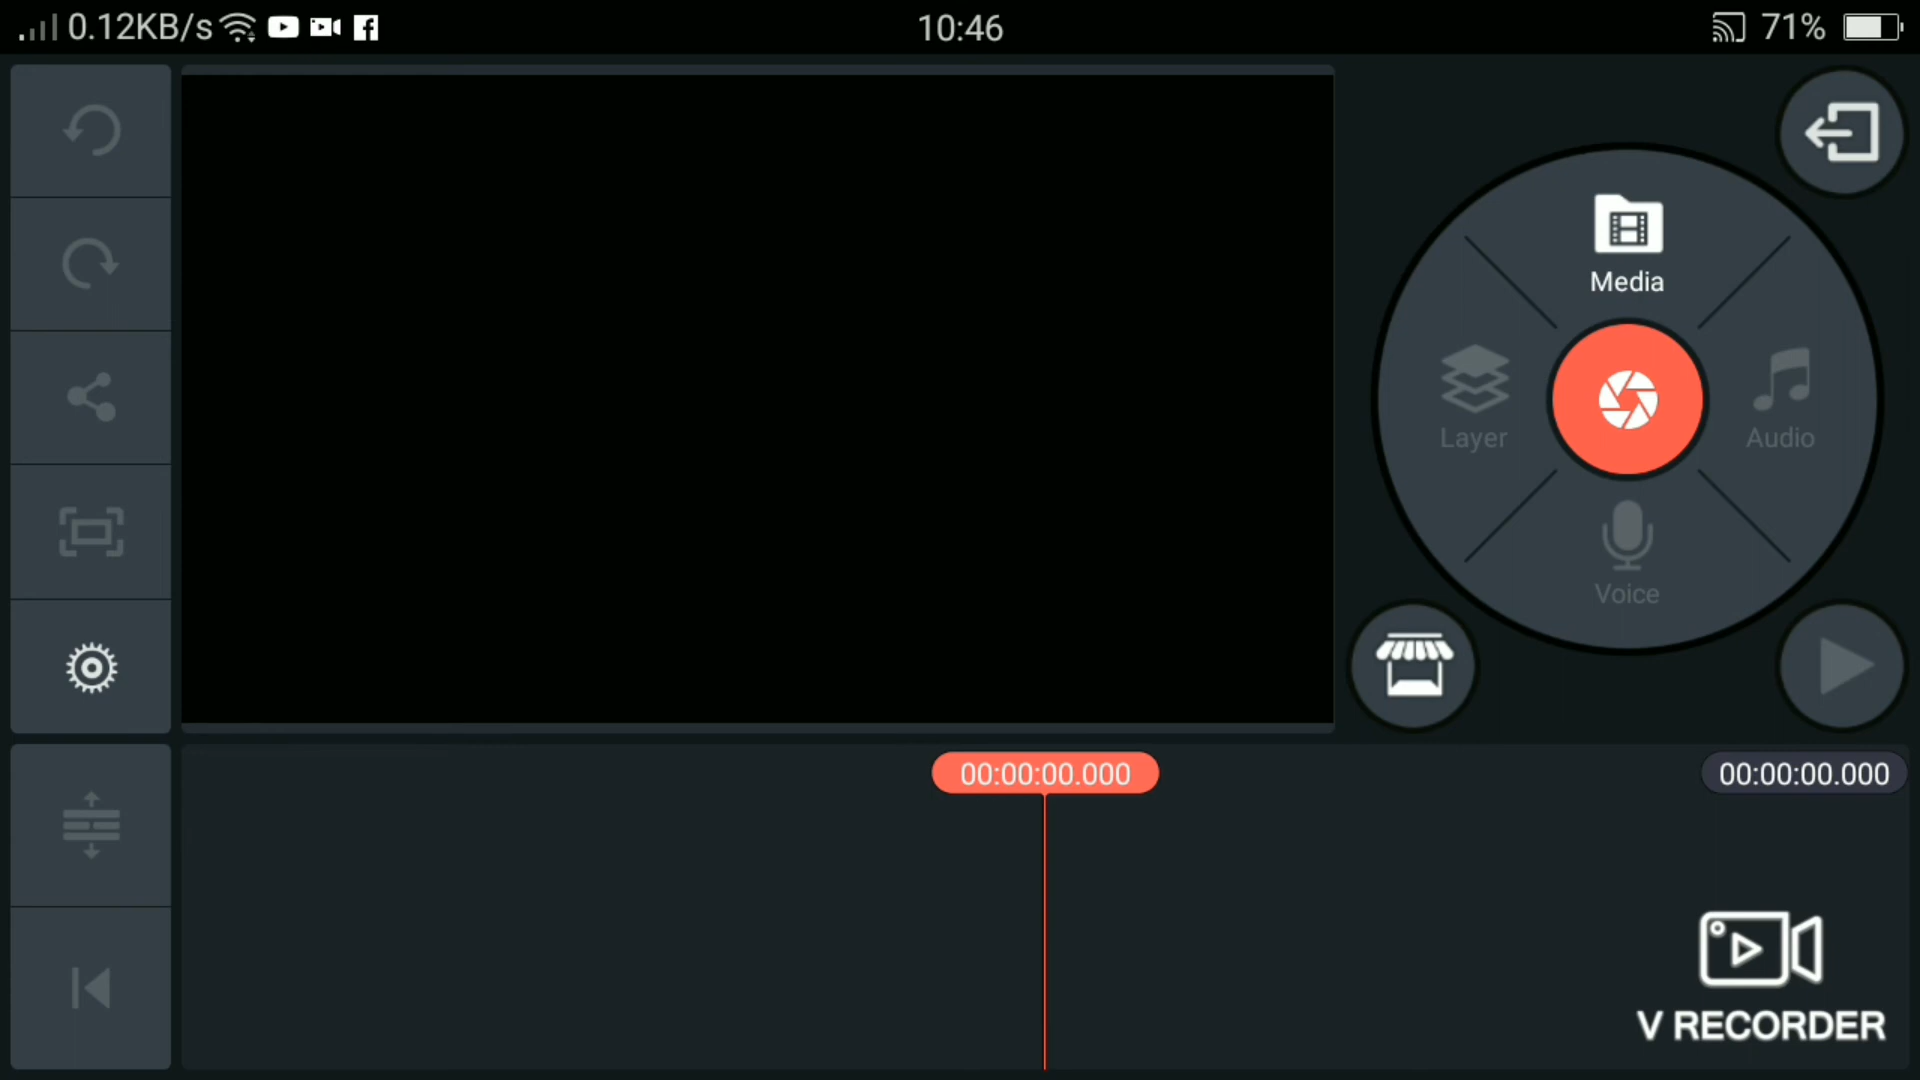 0.12KB/s
10:46
71%
Media
Layer
Audio
Voice
00:00:00.000
00:00:00.000
V RECORDER